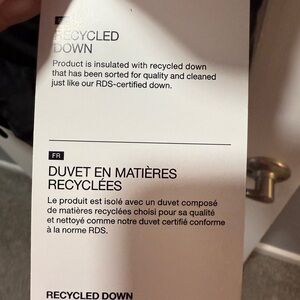 RECYCLED
DOWN
Product is insulated with recycled down
that has been sorted for quality and cleaned
just like our RDS-certified down.
FR
DUVET EN MATIÈRES
RECYCLÉES
Le produit est isolé avec un duvet composé
de matières recyclées choisi pour sa qualité
et nettoyé comme notre duvet certifié conforme
à la norme RDS.
RECYCLED DOWN